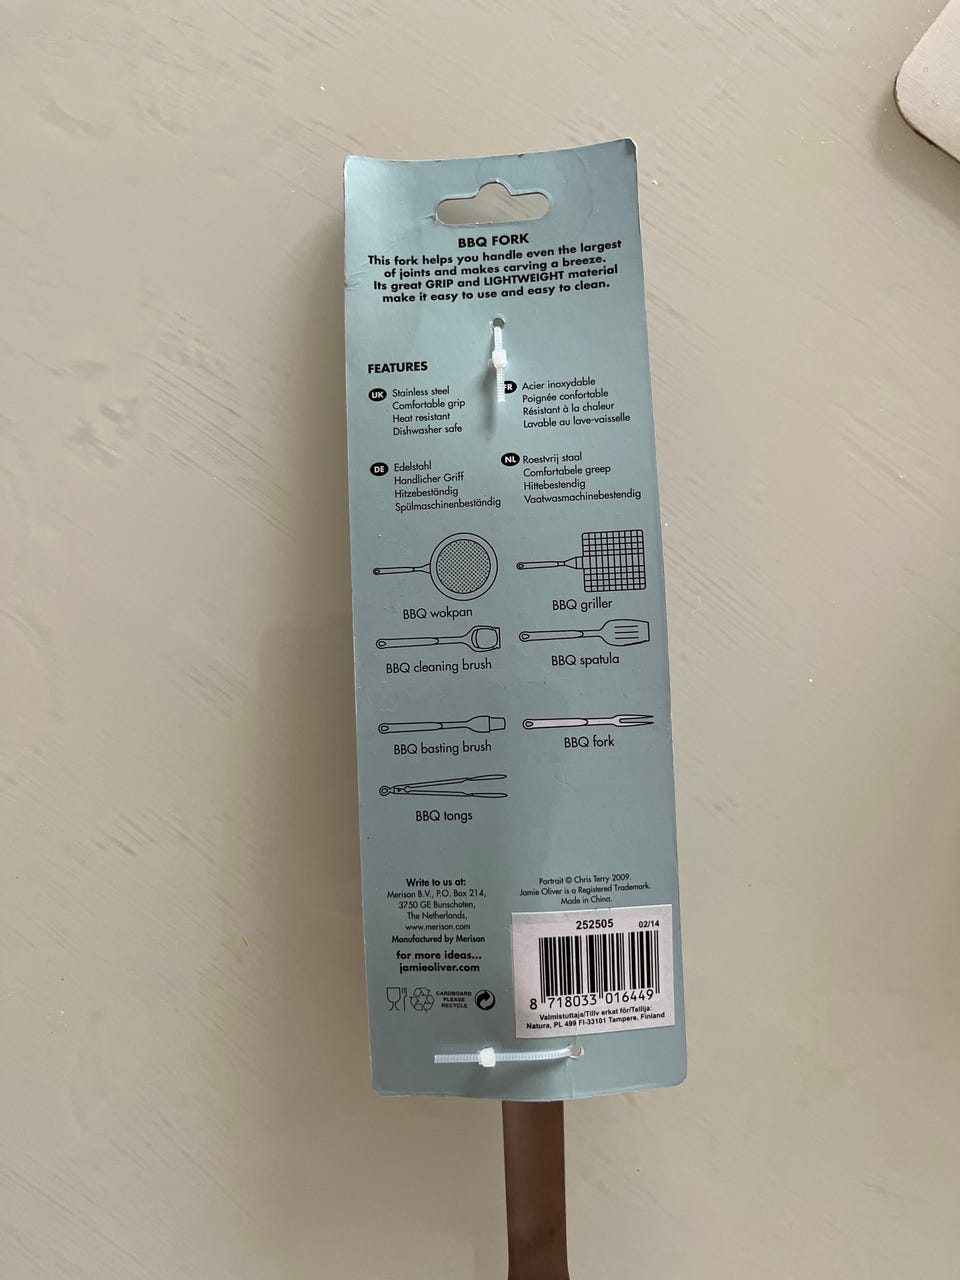 BBQ FORK
This fork helps you handle even the largest
of joints and makes carving a breeze.
Its great GRIP and LIGHTWEIGHT material
make it easy to use and easy to clean.
FEATURES
UK Stainless steel
Comfortable grip
Heat resistant
Dishwasher safe
FR Acier inoxydable
Poignée confortable
Résistant à la chaleur
Lavable au lave-vaisselle
DE Edelstahl
Handlicher Griff
Hitzebeständig
Spülmaschinenbeständig
NL Roestvrij staal
Comfortabele greep
Hittebestendig
Vaatwasmachinebestendig
BBQ wokpan
BBQ griller
BBQ cleaning brush
BBQ spatula
BBQ basting brush
BBQ fork
BBQ tongs
Write to us at:
Merison B.V., P.O. Box 214,
3750 GE Bunschoten,
The Netherlands,
www.merison.com
Manufactured by Merison
for more ideas...
jamieoliver.com
CARDBOARD
PLEASE
RECYCLE
Portrait © Chris Terry 2009.
Jamie Oliver is a Registered Trademark.
Made in China.
252505 02/14
8 718033 016449
Valmistuttaja/Tillv erkat för/Tellija:
Natura, PL 499 FI-33101 Tampere, Finland